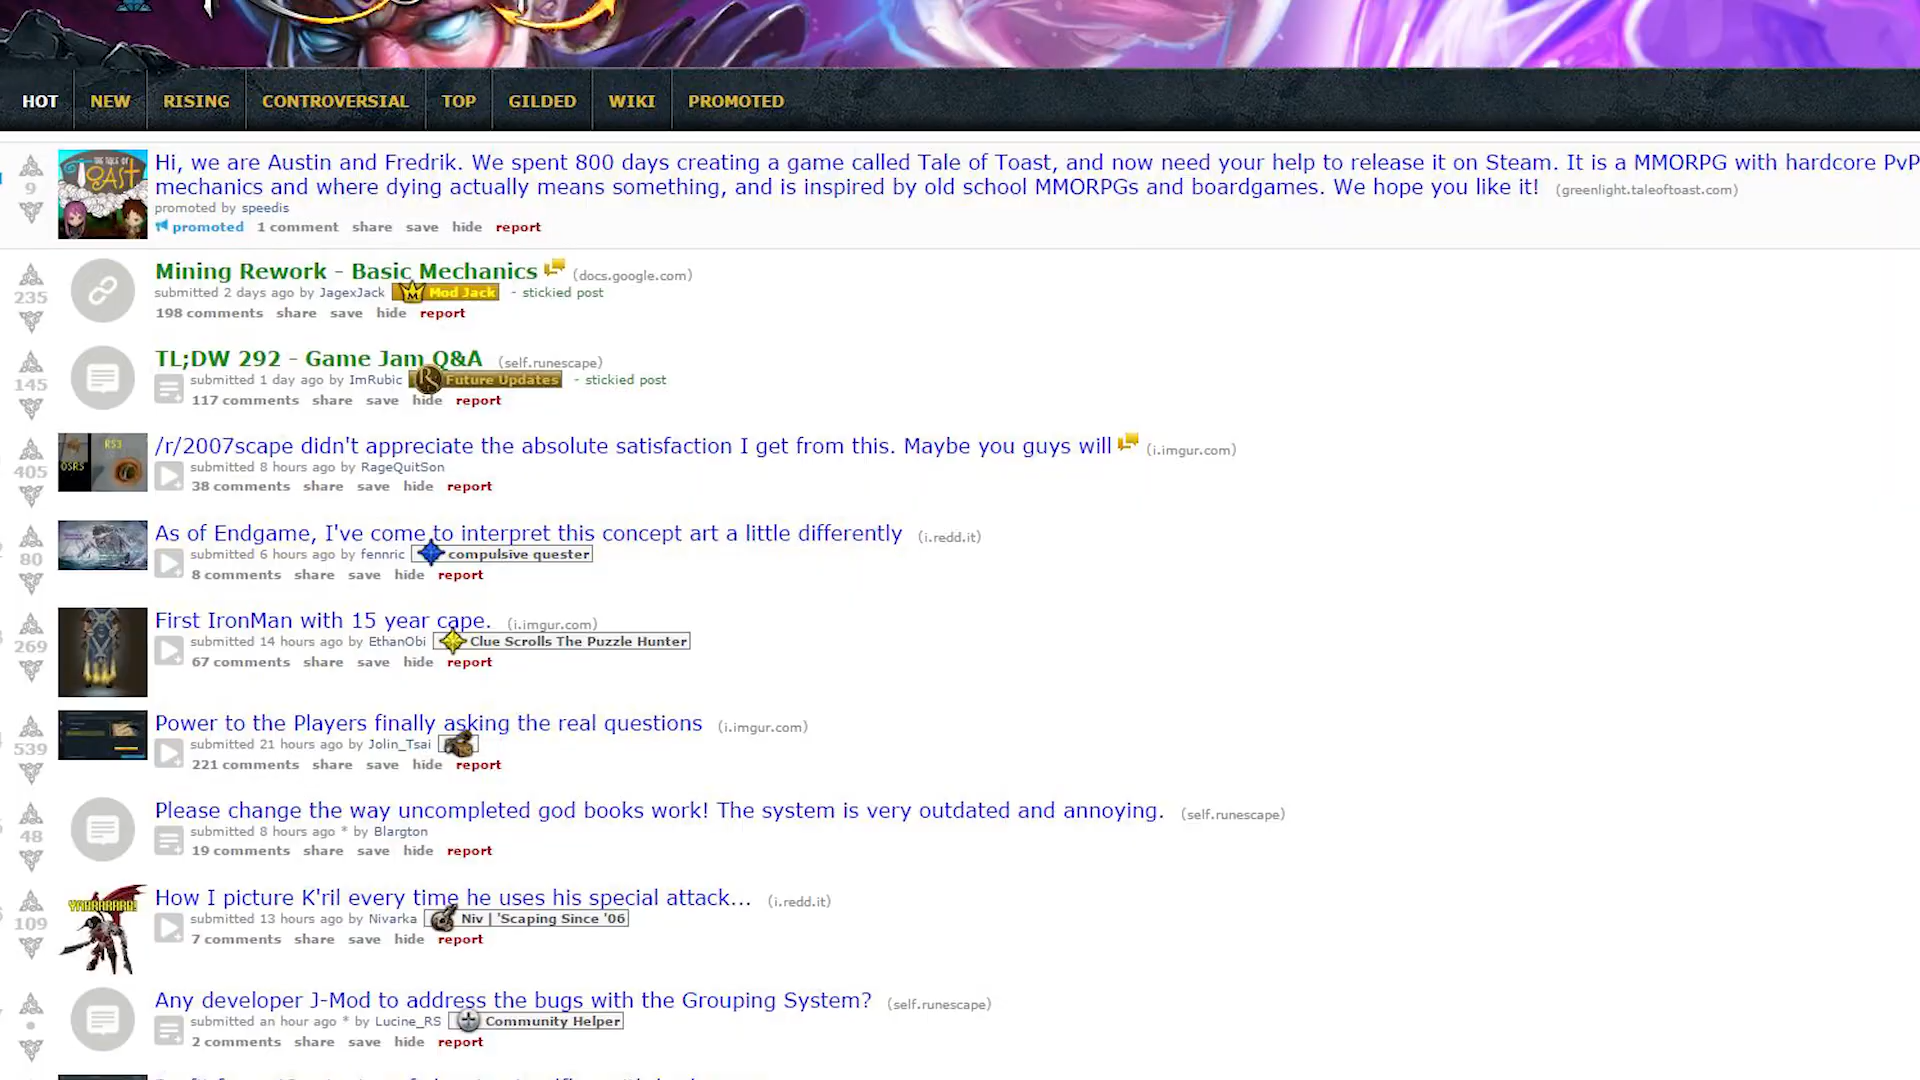 HOT NEW RISING CONTROVERSIAL TOP GILDED WIKI PROMOTED
9
Hi, we are Austin and Fredrik. We spent 800 days creating a game called Tale of Toast, and now need your help to release it on Steam. It is a MMORPG with hardcore PvP
mechanics and where dying actually means something, and is inspired by old school MMORPGs and boardgames. We hope you like it! (greenlight.taleoftoast.com)
promoted by speedis
promoted 1 comment share save hide report
235
Mining Rework - Basic Mechanics (docs.google.com)
submitted 2 days ago by JagexJack Mod Jack - stickied post
198 comments share save hide report
145
TL;DW 292 - Game Jam Q&A (self.runescape)
submitted 1 day ago by ImRubic Future Updates - stickied post
117 comments share save hide report
OSRS RS3
405
/r/2007scape didn't appreciate the absolute satisfaction I get from this. Maybe you guys will (i.imgur.com)
submitted 8 hours ago by RageQuitSon
38 comments share save hide report
80
As of Endgame, I've come to interpret this concept art a little differently (i.redd.it)
submitted 6 hours ago by fennric compulsive quester
8 comments share save hide report
269
First IronMan with 15 year cape. (i.imgur.com)
submitted 14 hours ago by EthanObi Clue Scrolls The Puzzle Hunter
67 comments share save hide report
539
Power to the Players finally asking the real questions (i.imgur.com)
submitted 21 hours ago by Jolin_Tsai
221 comments share save hide report
48
Please change the way uncompleted god books work! The system is very outdated and annoying. (self.runescape)
submitted 8 hours ago * by Blargton
19 comments share save hide report
109
How I picture K'ril every time he uses his special attack... (i.redd.it)
submitted 13 hours ago by Nivarka Niv | 'Scaping Since '06
7 comments share save hide report
•
Any developer J-Mod to address the bugs with the Grouping System? (self.runescape)
submitted an hour ago * by Lucine_RS Community Helper
2 comments share save hide report